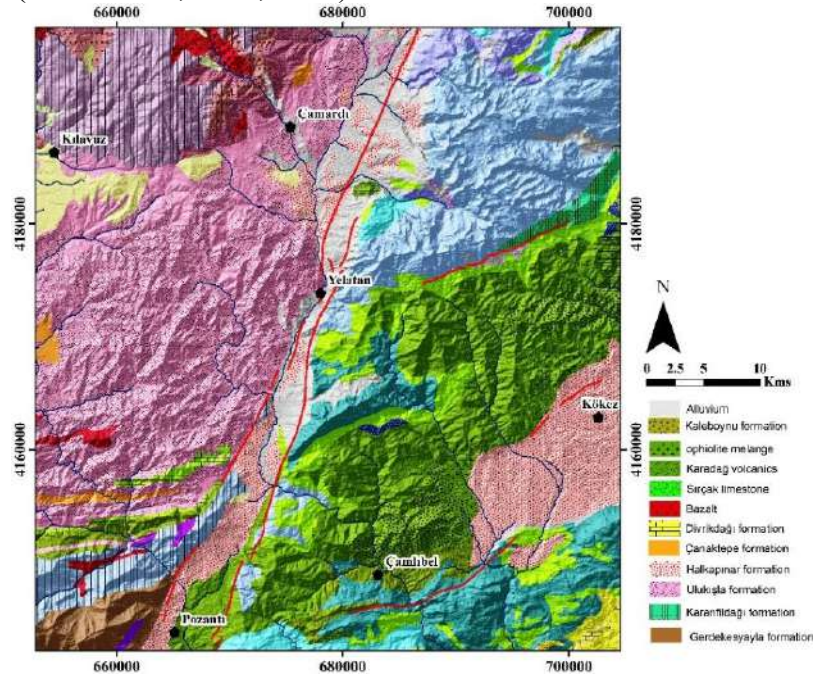 660000 680000 700000
Çamardı
Kılavuz
4180000 4180000
Yelatan
N
0 2.5 5 10
Kms
Kökez
4160000 4160000
Alluvium
Kaleboynu formation
ophiolite melange
Karadağ volcanics
Sırçak limestone
Bazalt
Divrikdağı formation
Çanaktepe formation
Halkapınar formation
Ulukışla formation
Karanfildağı formation
Gerdekesyayla formation
Çamlıbel
Pozantı
660000 680000 700000